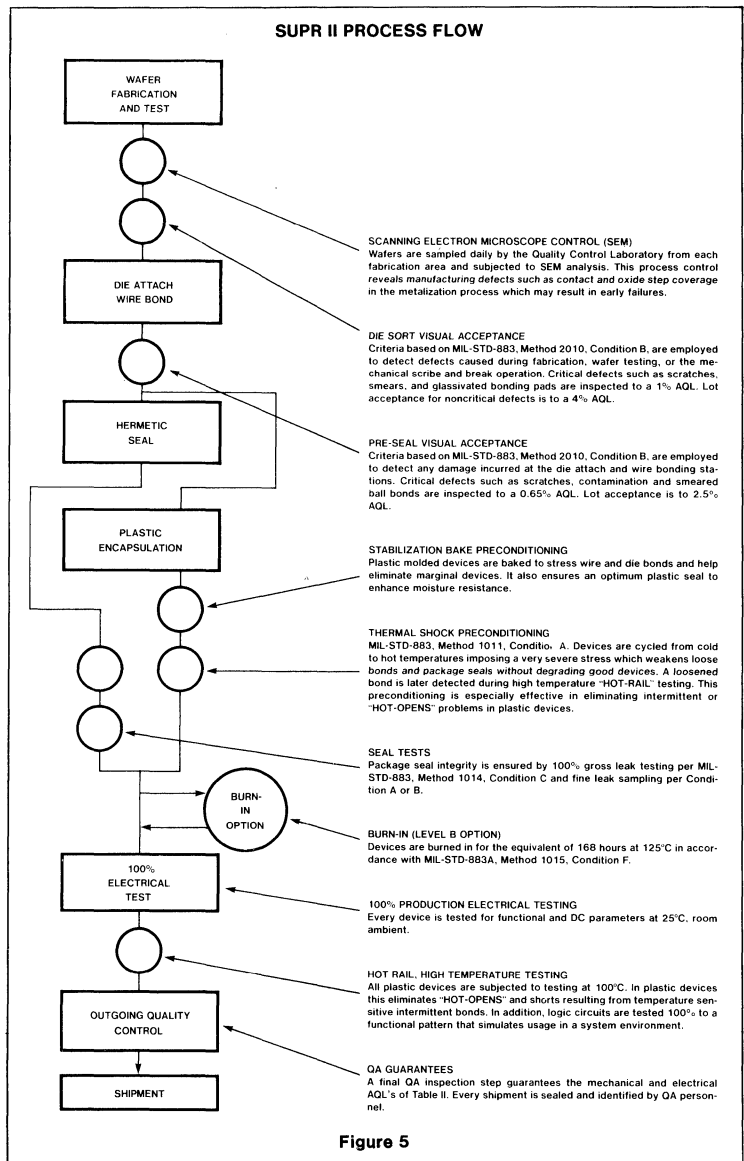 SUPR II PROCESS FLOW
WAFER
FABRICATION
AND TEST
SCANNING ELECTRON MICROSCOPE CONTROL (SEM)
Wafers are sampled daily by the Quality Control Laboratory from each
fabrication area and subjected to SEM analysis. This process control
reveals manufacturing defects such as contact and oxide step coverage
in the metalization process which may result in early failures.
DIE ATTACH
WIRE BOND
DIE SORT VISUAL ACCEPTANCE
Criteria based on MIL-STD-883, Method 2010, Condition B, are employed
to detect defects caused during fabrication, wafer testing, or the me-
chanical scribe and break operation. Critical defects such as scratches,
smears, and glassivated bonding pads are inspected to a 1% AQL. Lot
acceptance for noncritical defects is to a 4% AQL.
HERMETIC
SEAL
PRE-SEAL VISUAL ACCEPTANCE
Criteria based on MIL-STD-883, Method 2010, Condition B, are employed
to detect any damage incurred at the die attach and wire bonding sta-
tions. Critical defects such as scratches, contamination and smeared
ball bonds are inspected to a 0.65% AQL. Lot acceptance is to 2.5%
AQL.
PLASTIC
ENCAPSULATION
STABILIZATION BAKE PRECONDITIONING
Plastic molded devices are baked to stress wire and die bonds and help
eliminate marginal devices. It also ensures an optimum plastic seal to
enhance moisture resistance.
THERMAL SHOCK PRECONDITIONING
MIL-STD-883, Method 1011, Condition A. Devices are cycled from cold
to hot temperatures imposing a very severe stress which weakens loose
bonds and package seals without degrading good devices. A loosened
bond is later detected during high temperature "HOT-RAIL" testing. This
preconditioning is especially effective in eliminating intermittent or
"HOT-OPENS" problems in plastic devices.
SEAL TESTS
Package seal integrity is ensured by 100% gross leak testing per MIL-
STD-883, Method 1014, Condition C and fine leak sampling per Condi-
tion A or B.
BURN-
IN
OPTION
BURN-IN (LEVEL B OPTION)
Devices are burned in for the equivalent of 168 hours at 125°C in accor-
dance with MIL-STD-883A, Method 1015, Condition F.
100%
ELECTRICAL
TEST
100% PRODUCTION ELECTRICAL TESTING
Every device is tested for functional and DC parameters at 25°C, room
ambient.
HOT RAIL, HIGH TEMPERATURE TESTING
All plastic devices are subjected to testing at 100°C. In plastic devices
this eliminates "HOT-OPENS" and shorts resulting from temperature sen-
sitive intermittent bonds. In addition, logic circuits are tested 100% to a
functional pattern that simulates usage in a system environment.
OUTGOING QUALITY
CONTROL
QA GUARANTEES
A final QA inspection step guarantees the mechanical and electrical
AQL's of Table II. Every shipment is sealed and identified by QA person-
nel.
SHIPMENT
Figure 5